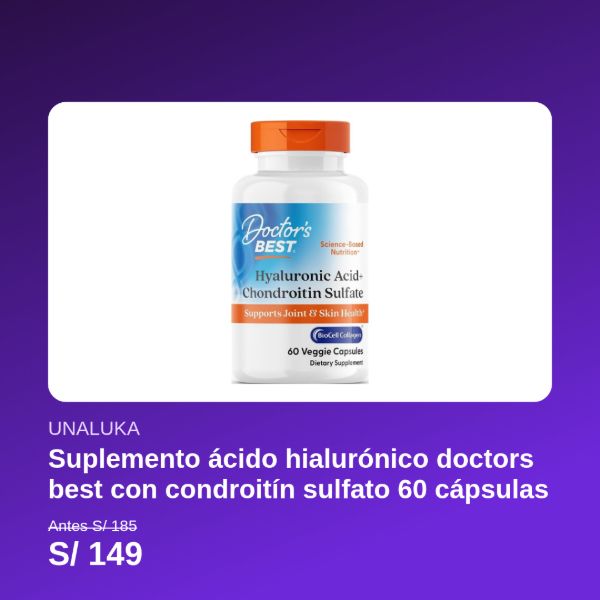 Doctor's
BEST
Science-Based
Nutrition
Hyaluronic Acid+
Chondroitin Sulfate
Supports Joint & Skin Health*
BioCell Collagen
60 Veggie Capsules
Dietary Supplement
UNALUKA
Suplemento ácido hialurónico doctors
best con condroitín sulfato 60 cápsulas
Antes S/ 185
S/ 149